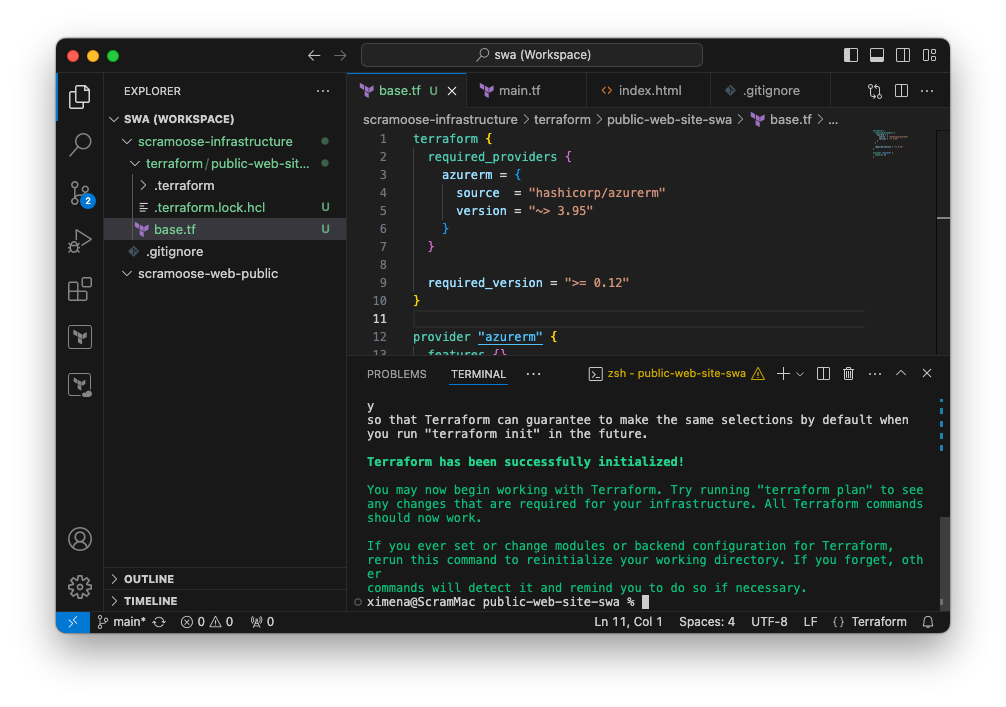 swa (Workspace)
EXPLORER
SWA (WORKSPACE)
scramoose-infrastructure
terraform/public-web-sit...
.terraform
.terraform.lock.hcl U
base.tf U
.gitignore
scramoose-web-public
OUTLINE
TIMELINE
2
base.tf U
main.tf
index.html
.gitignore
scramoose-infrastructure > terraform > public-web-site-swa > base.tf > ...
1 terraform {
2 required_providers {
3 azurerm = {
4 source = "hashicorp/azurerm"
5 version = "~> 3.95"
6 }
7 }
8
9 required_version = ">= 0.12"
10 }
11
12 provider "azurerm" {
13 features {}
PROBLEMS TERMINAL ... zsh - public-web-site-swa
y
so that Terraform can guarantee to make the same selections by default when
you run "terraform init" in the future.
Terraform has been successfully initialized!
You may now begin working with Terraform. Try running "terraform plan" to see
any changes that are required for your infrastructure. All Terraform commands
should now work.
If you ever set or change modules or backend configuration for Terraform,
rerun this command to reinitialize your working directory. If you forget, oth
er
commands will detect it and remind you to do so if necessary.
ximena@ScramMac public-web-site-swa %
main* 0 0 0 Ln 11, Col 1 Spaces: 4 UTF-8 LF {} Terraform